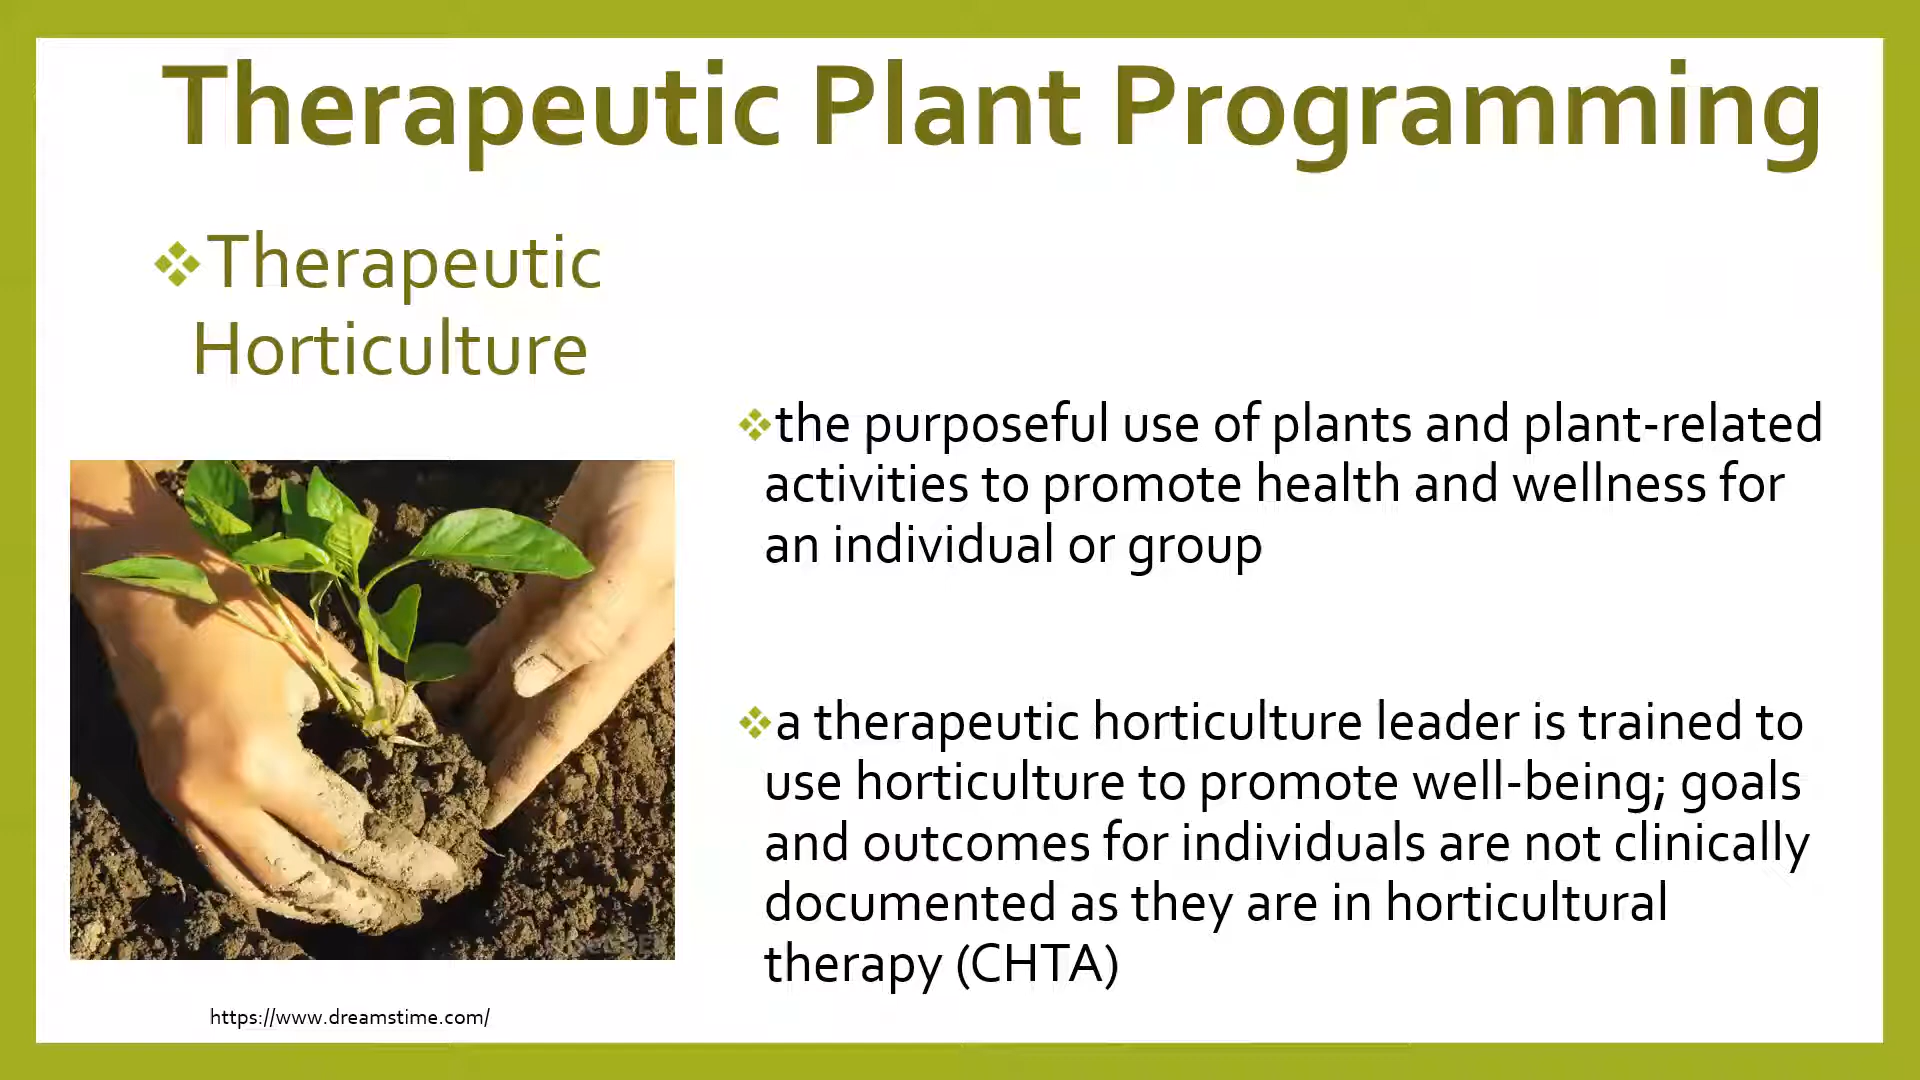 Therapeutic Plant Programming
Therapeutic
Horticulture
the purposeful use of plants and plant-related
activities to promote health and wellness for
an individual or group
a therapeutic horticulture leader is trained to
use horticulture to promote well-being; goals
and outcomes for individuals are not clinically
documented as they are in horticultural
therapy (CHTA)
https://www.dreamstime.com/